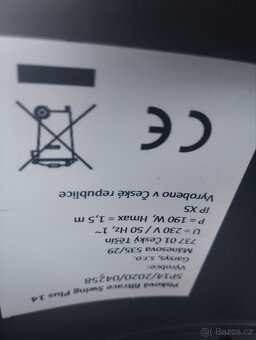 Písková filtrace Swing Plus 14
SP14/2020/04258
Výrobce:
Garsys, s.r.o.
Mánesova 535/29
737 01 Český Těšín
U = 230 V / 50 Hz, 1~
P = 190 W, Hmax = 1,5 m
IP X5
Vyrobeno v České republice
CE
Bazoš.cz